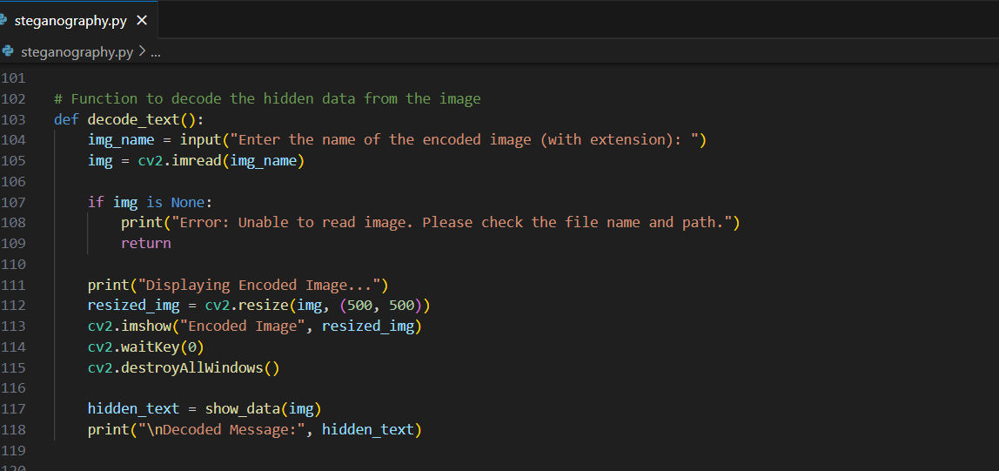 steganography.py ×
steganography.py > ...
101
102 # Function to decode the hidden data from the image
103 def decode_text():
104     img_name = input("Enter the name of the encoded image (with extension): ")
105     img = cv2.imread(img_name)
106
107     if img is None:
108         print("Error: Unable to read image. Please check the file name and path.")
109         return
110
111     print("Displaying Encoded Image...")
112     resized_img = cv2.resize(img, (500, 500))
113     cv2.imshow("Encoded Image", resized_img)
114     cv2.waitKey(0)
115     cv2.destroyAllWindows()
116
117     hidden_text = show_data(img)
118     print("\nDecoded Message:", hidden_text)
119
120